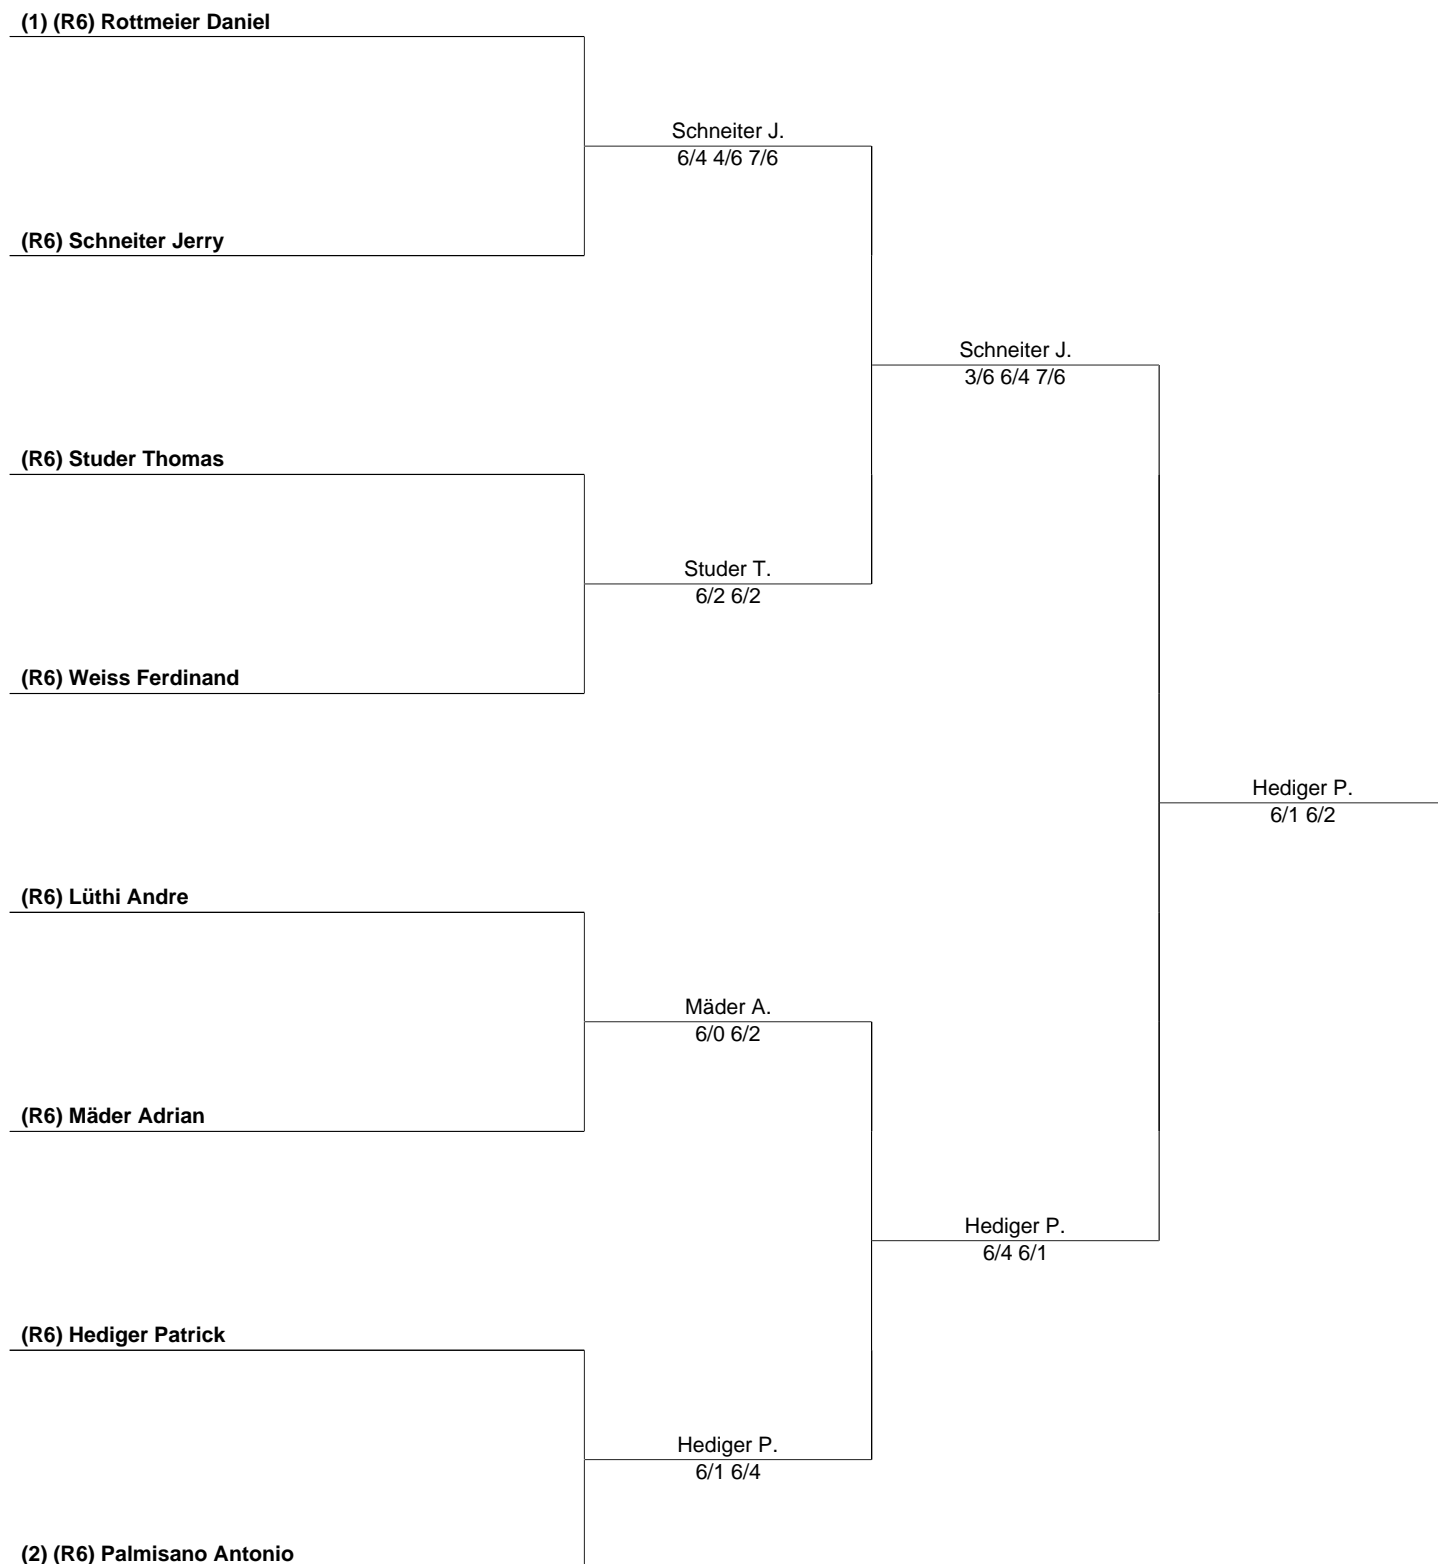 (1) (R6) Rottmeier Daniel
Schneiter J.
6/4 4/6 7/6
(R6) Schneiter Jerry
Schneiter J.
3/6 6/4 7/6
(R6) Studer Thomas
Studer T.
6/2 6/2
(R6) Weiss Ferdinand
Hediger P.
6/1 6/2
(R6) Lüthi Andre
Mäder A.
6/0 6/2
(R6) Mäder Adrian
Hediger P.
6/4 6/1
(R6) Hediger Patrick
Hediger P.
6/1 6/4
(2) (R6) Palmisano Antonio